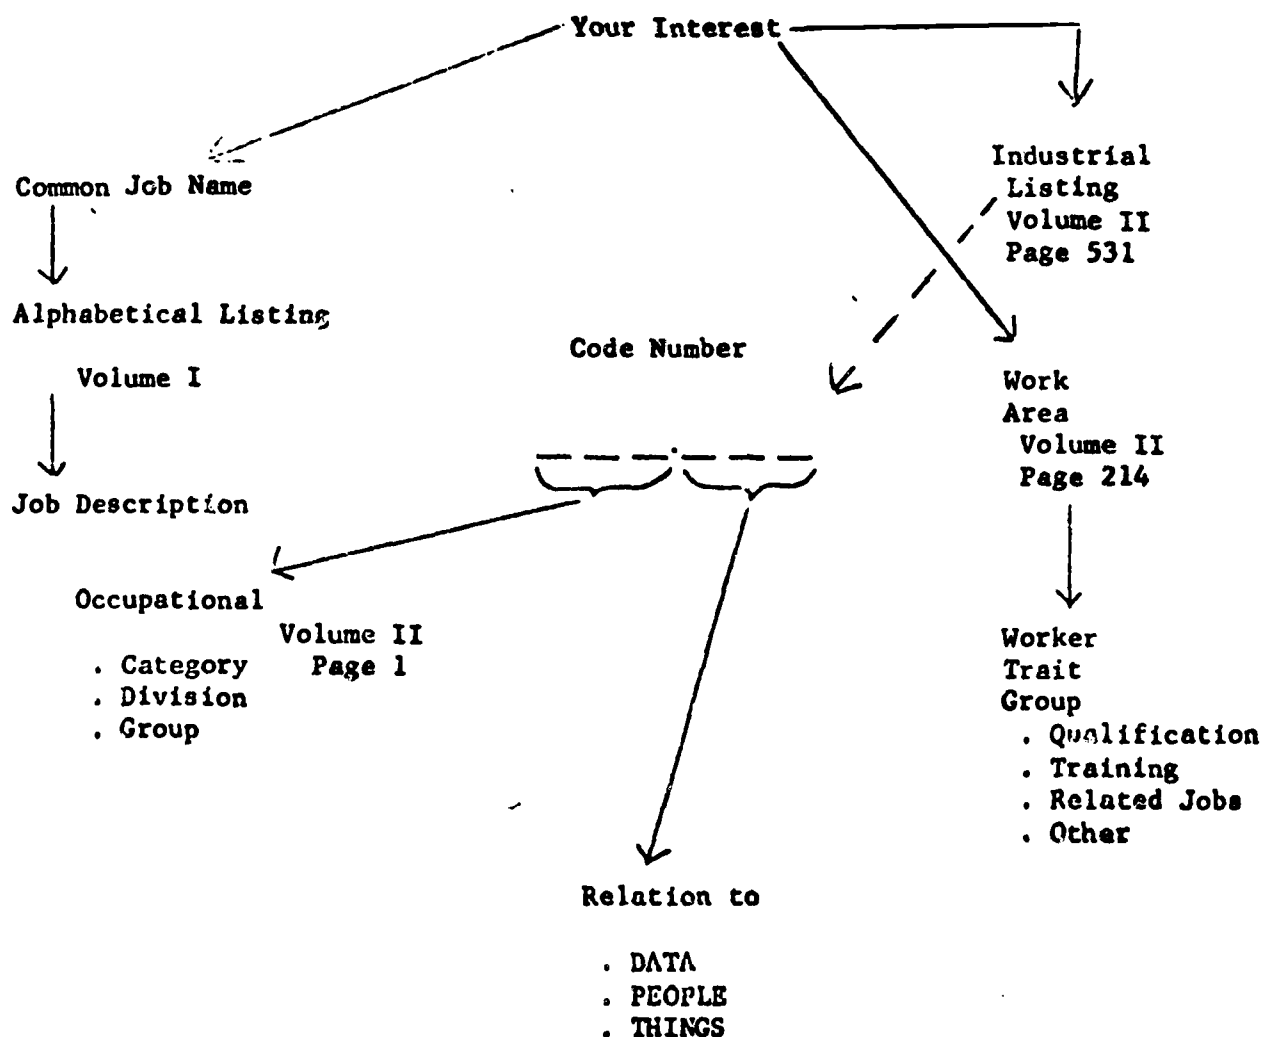 Your Interest
Common Job Name
Alphabetical Listing
Volume I
Job Description
Industrial
Listing
Volume II
Page 531
Code Number
_ _ _ . _ _ _
Work
Area
Volume II
Page 214
Occupational
Volume II
Page 1
. Category
. Division
. Group
Worker
Trait
Group
. Qualification
. Training
. Related Jobs
. Other
Relation to
. DATA
. PEOPLE
. THINGS